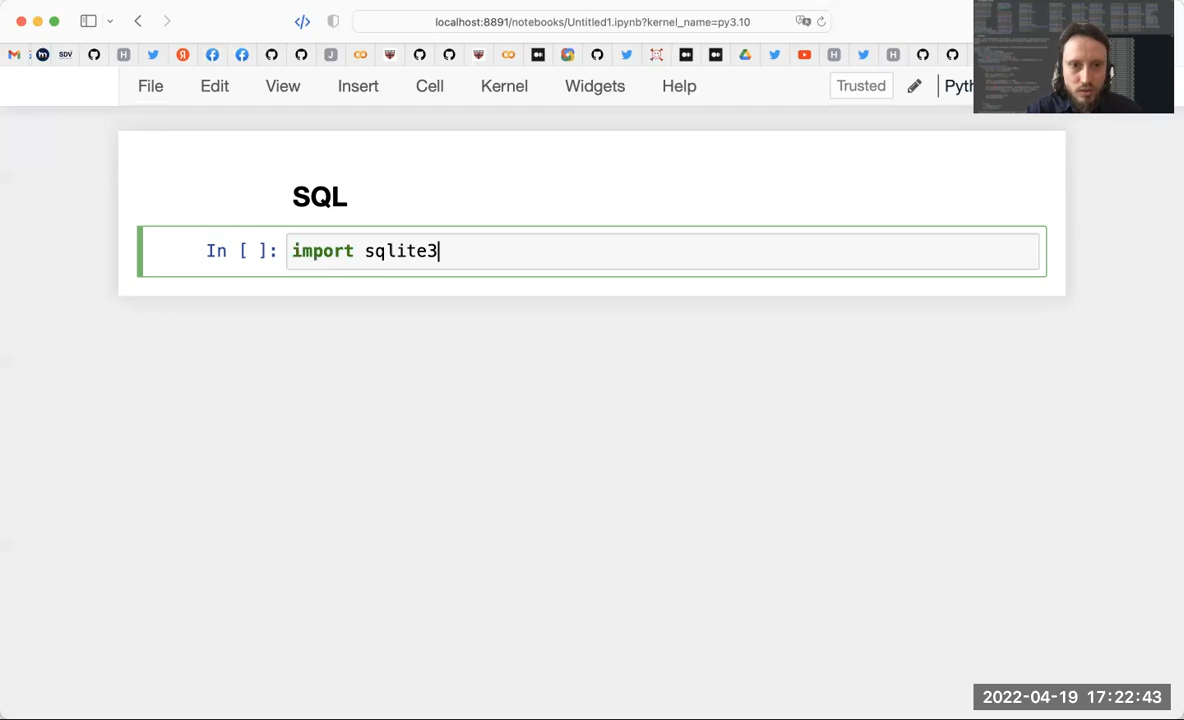 localhost:8891/notebooks/Untitled1.ipynb?kernel_name=py3.10
SDV
File Edit View Insert Cell Kernel Widgets Help Trusted
SQL
In [ ]: import sqlite3
2022-04-19 17:22:43